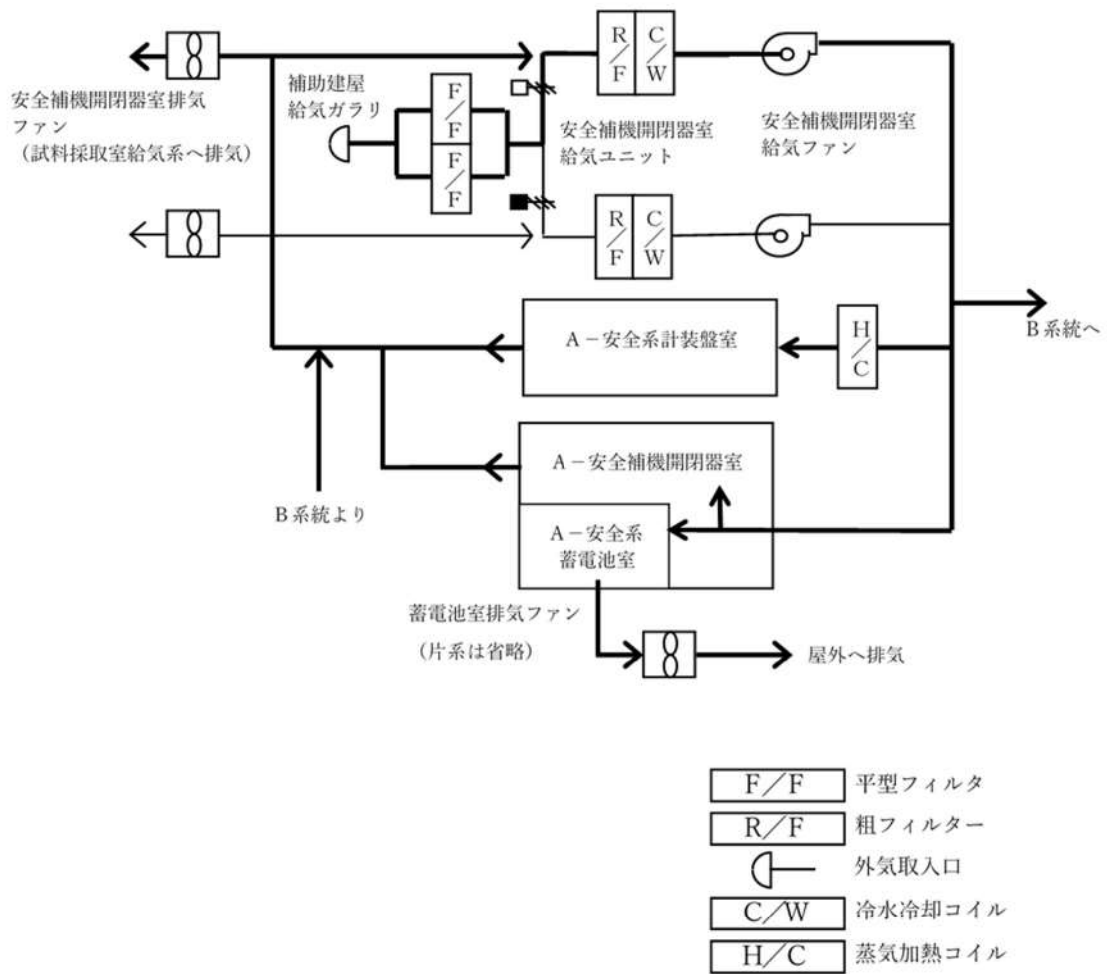 安全補機開閉器室排気
ファン
（試料採取室給気系へ排気）
補助建屋
給気ガラリ
F／F
F／F
R／F
C／W
安全補機開閉器室
給気ユニット
安全補機開閉器室
給気ファン
R／F
C／W
B系統へ
A－安全系計装盤室
H／C
A－安全補機開閉器室
B系統より
A－安全系
蓄電池室
蓄電池室排気ファン
（片系は省略）
屋外へ排気
F／F 平型フィルタ
R／F 粗フィルター
外気取入口
C／W 冷水冷却コイル
H／C 蒸気加熱コイル